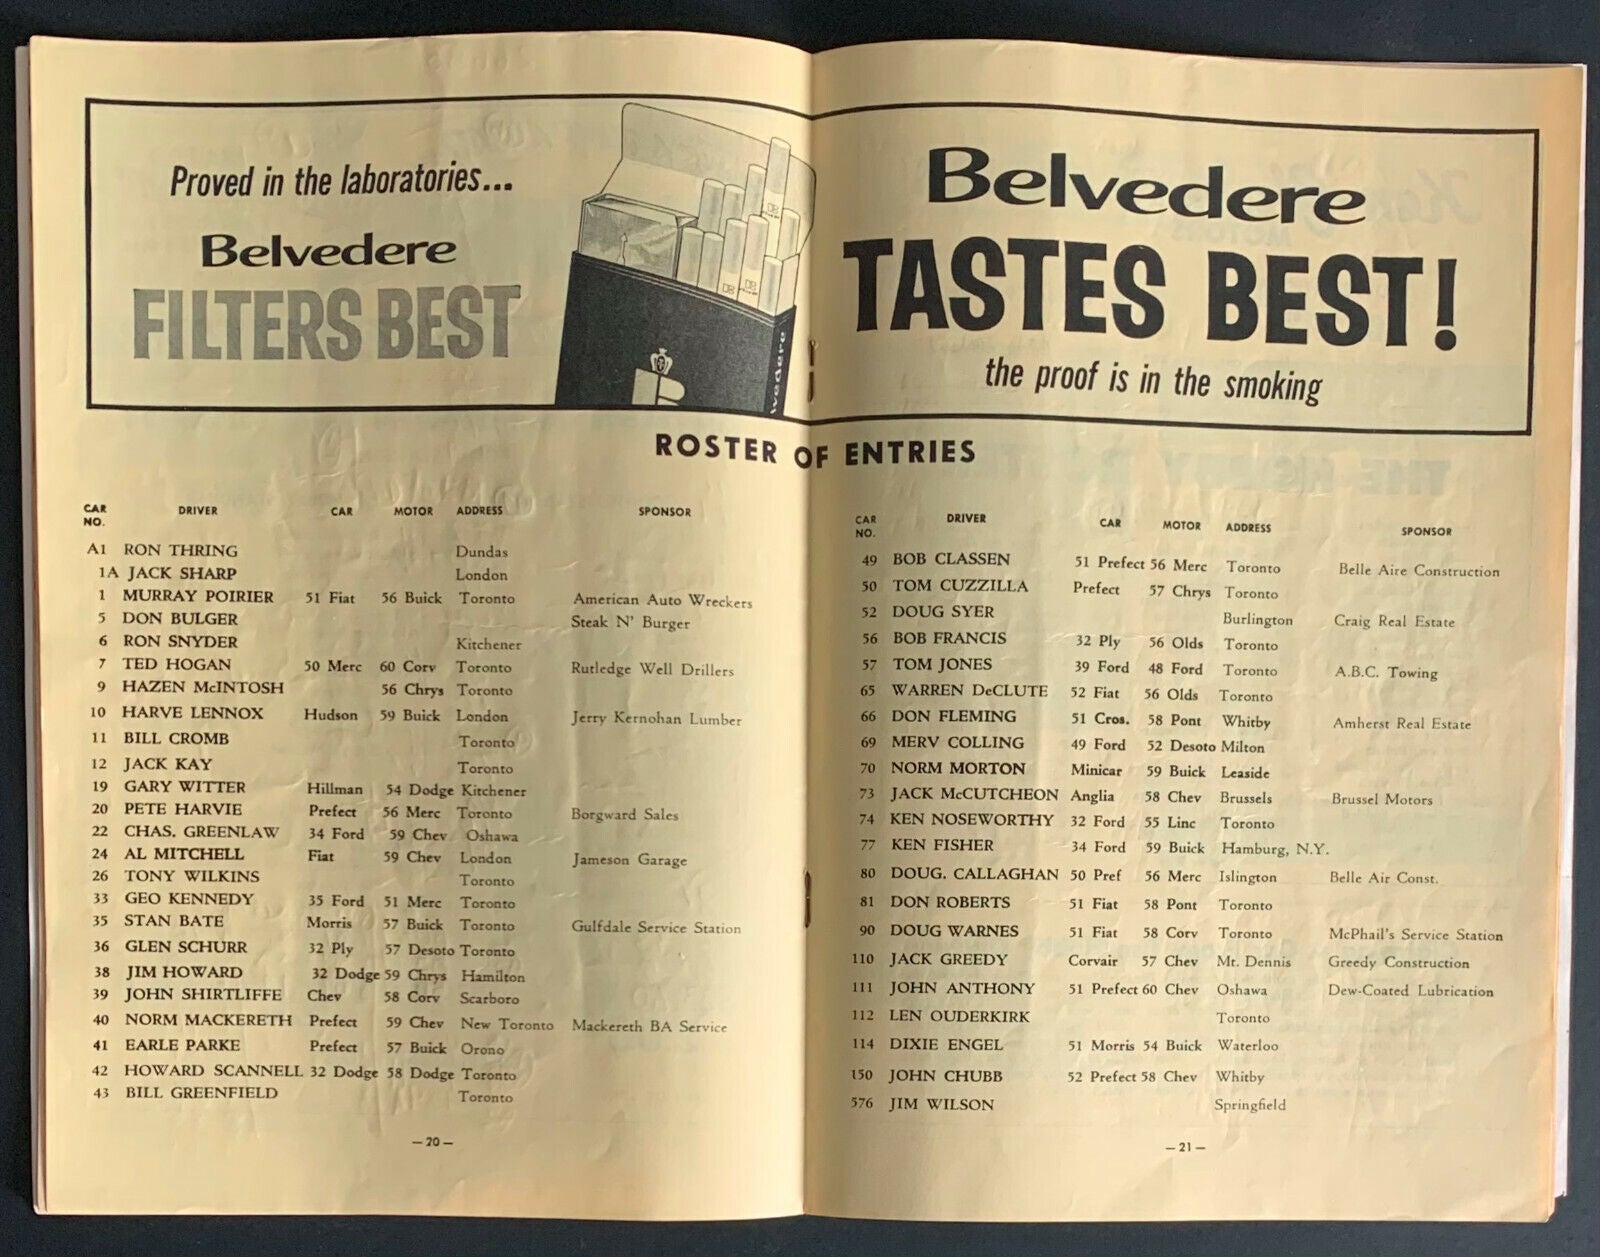 Proved in the laboratories...
Belvedere
FILTERS BEST
Belvedere
TASTES BEST!
the proof is in the smoking
ROSTER OF ENTRIES
CAR NO. DRIVER CAR MOTOR ADDRESS SPONSOR
A1 RON THRING Dundas
1A JACK SHARP London
1 MURRAY POIRIER 51 Fiat 56 Buick Toronto American Auto Wreckers
5 DON BULGER Steak N' Burger
6 RON SNYDER Kitchener
7 TED HOGAN 50 Merc 60 Corv Toronto Rutledge Well Drillers
9 HAZEN McINTOSH 56 Chrys Toronto
10 HARVE LENNOX Hudson 59 Buick London Jerry Kernohan Lumber
11 BILL CROMB Toronto
12 JACK KAY Toronto
19 GARY WITTER Hillman 54 Dodge Kitchener
20 PETE HARVIE Prefect 56 Merc Toronto Borgward Sales
22 CHAS. GREENLAW 34 Ford 59 Chev Oshawa
24 AL MITCHELL Fiat 59 Chev London Jameson Garage
26 TONY WILKINS Toronto
33 GEO KENNEDY 35 Ford 51 Merc Toronto
35 STAN BATE Morris 57 Buick Toronto Gulfdale Service Station
36 GLEN SCHURR 32 Ply 57 Desoto Toronto
38 JIM HOWARD 32 Dodge 59 Chrys Hamilton
39 JOHN SHIRTLIFFE Chev 58 Corv Scarboro
40 NORM MACKERETH Prefect 59 Chev New Toronto Mackereth BA Service
41 EARLE PARKE Prefect 57 Buick Orono
42 HOWARD SCANNELL 32 Dodge 58 Dodge Toronto
43 BILL GREENFIELD Toronto
— 20 —
CAR NO. DRIVER CAR MOTOR ADDRESS SPONSOR
49 BOB CLASSEN 51 Prefect 56 Merc Toronto Belle Aire Construction
50 TOM CUZZILLA Prefect 57 Chrys Toronto
52 DOUG SYER Burlington Craig Real Estate
56 BOB FRANCIS 32 Ply 56 Olds Toronto
57 TOM JONES 39 Ford 48 Ford Toronto A.B.C. Towing
65 WARREN DeCLUTE 52 Fiat 56 Olds Toronto
66 DON FLEMING 51 Cros. 58 Pont Whitby Amherst Real Estate
69 MERV COLLING 49 Ford 52 Desoto Milton
70 NORM MORTON Minicar 59 Buick Leaside
73 JACK McCUTCHEON Anglia 58 Chev Brussels Brussel Motors
74 KEN NOSEWORTHY 32 Ford 55 Linc Toronto
77 KEN FISHER 34 Ford 59 Buick Hamburg, N.Y.
80 DOUG. CALLAGHAN 50 Pref 56 Merc Islington Belle Air Const.
81 DON ROBERTS 51 Fiat 58 Pont Toronto
90 DOUG WARNES 51 Fiat 58 Corv Toronto McPhail's Service Station
110 JACK GREEDY Corvair 57 Chev Mt. Dennis Greedy Construction
111 JOHN ANTHONY 51 Prefect 60 Chev Oshawa Dew-Coated Lubrication
112 LEN OUDERKIRK Toronto
114 DIXIE ENGEL 51 Morris 54 Buick Waterloo
150 JOHN CHUBB 52 Prefect 58 Chev Whitby
576 JIM WILSON Springfield
— 21 —